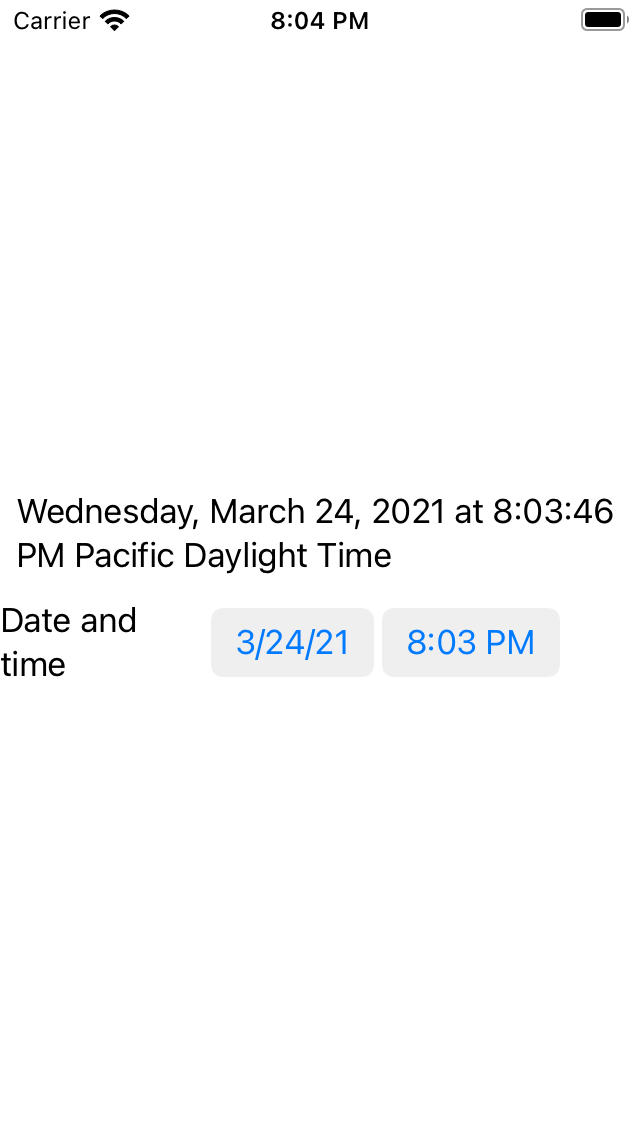 Carrier 8:04 PM
Wednesday, March 24, 2021 at 8:03:46
PM Pacific Daylight Time
Date and
time
3/24/21 8:03 PM